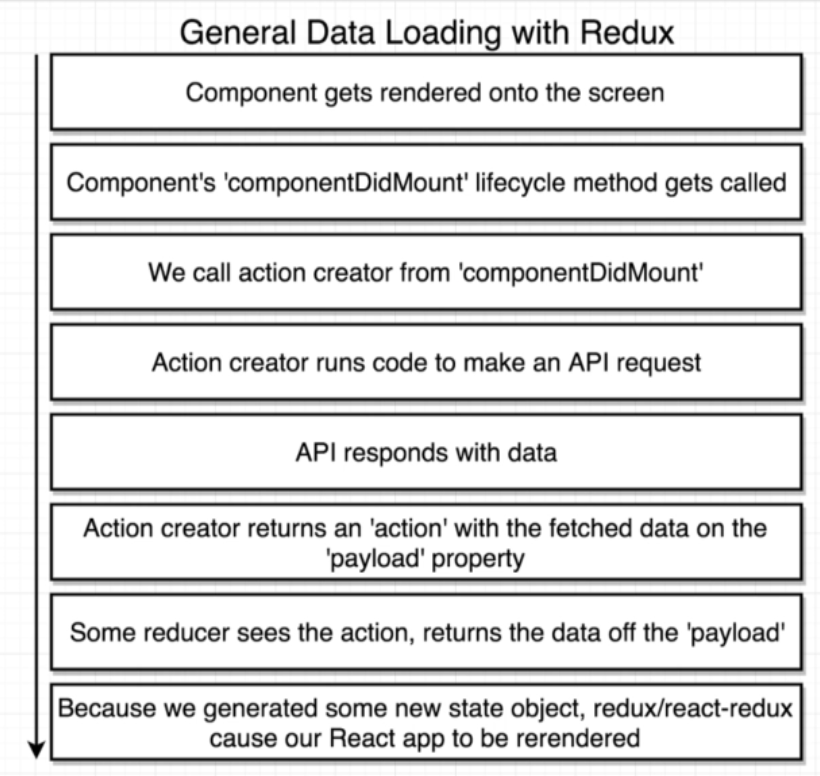 General Data Loading with Redux
Component gets rendered onto the screen
Component's 'componentDidMount' lifecycle method gets called
We call action creator from 'componentDidMount'
Action creator runs code to make an API request
API responds with data
Action creator returns an 'action' with the fetched data on the
'payload' property
Some reducer sees the action, returns the data off the 'payload'
Because we generated some new state object, redux/react-redux
cause our React app to be rerendered